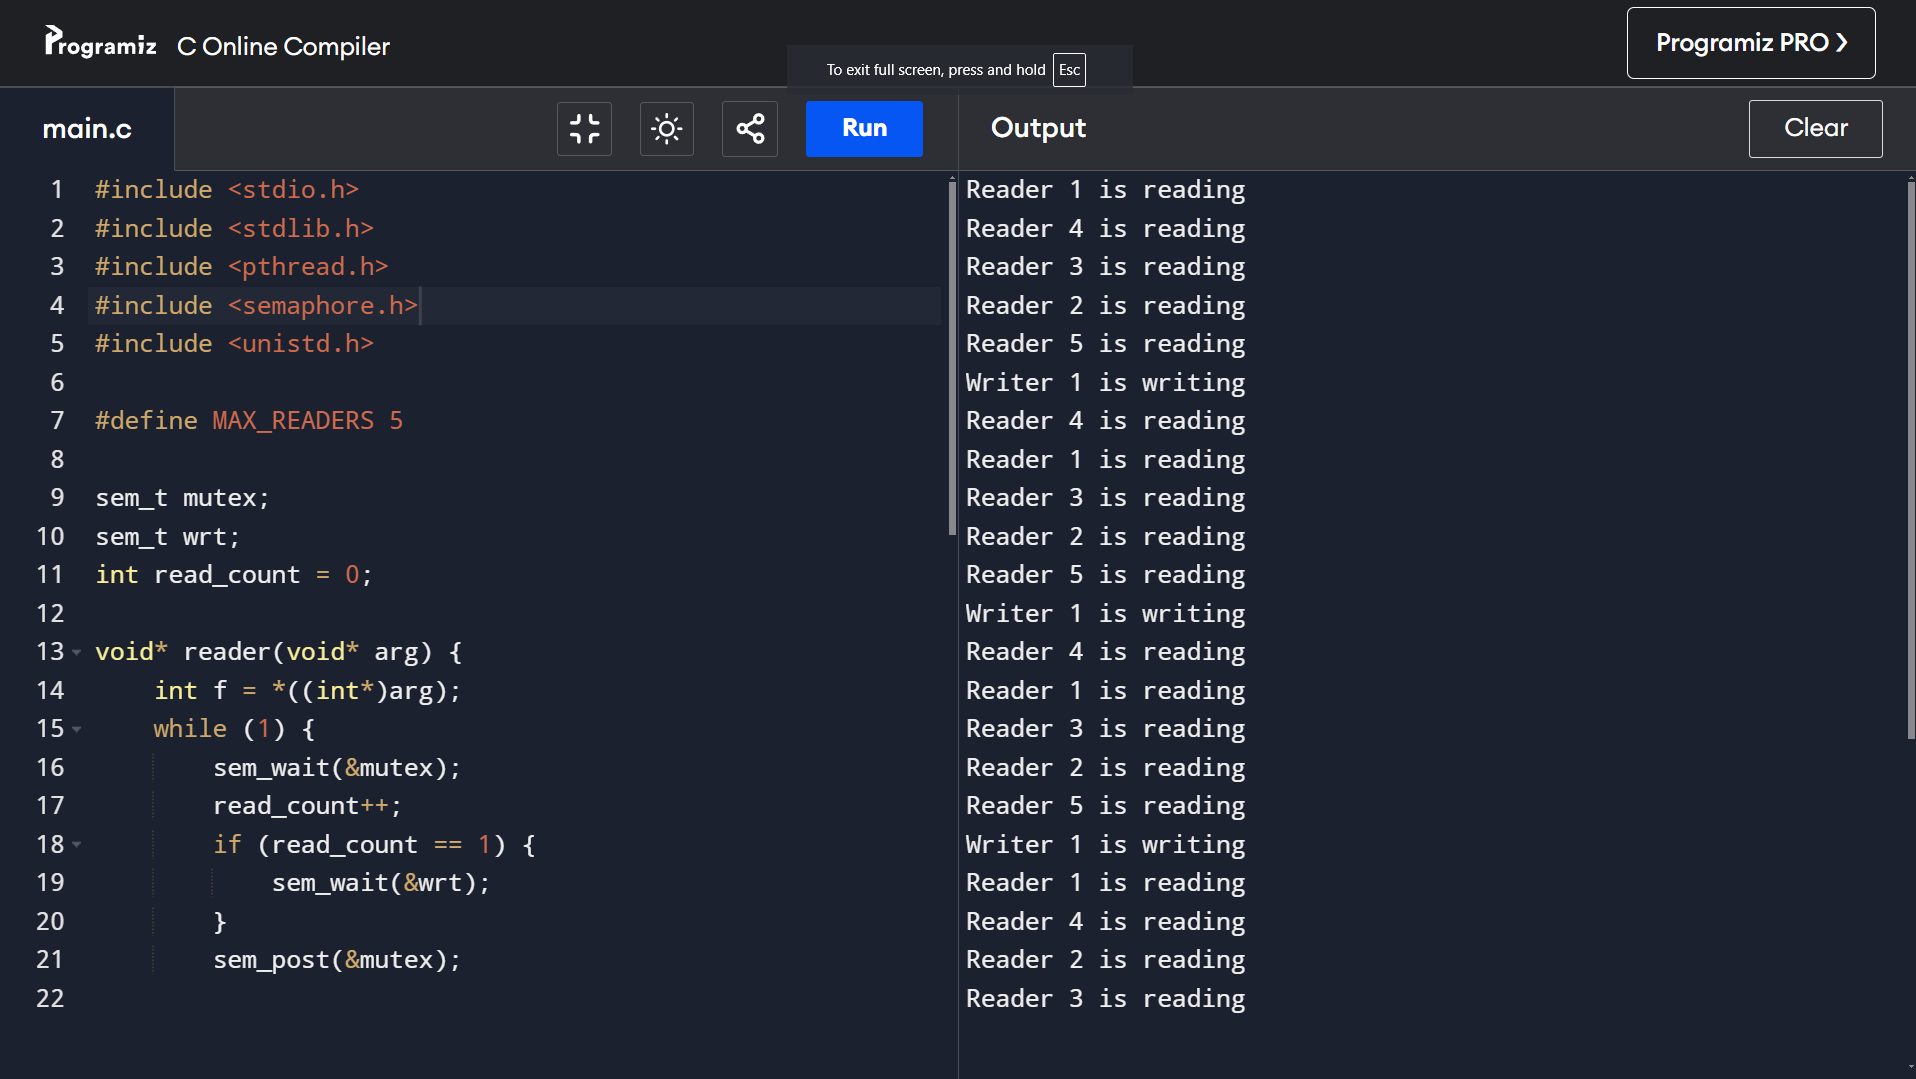 Programiz C Online Compiler
To exit full screen, press and hold Esc
Programiz PRO ❯
main.c
Run
Output
Clear
1 #include <stdio.h>
2 #include <stdlib.h>
3 #include <pthread.h>
4 #include <semaphore.h>
5 #include <unistd.h>
6
7 #define MAX_READERS 5
8
9 sem_t mutex;
10 sem_t wrt;
11 int read_count = 0;
12
13 void* reader(void* arg) {
14     int f = *((int*)arg);
15     while (1) {
16         sem_wait(&mutex);
17         read_count++;
18         if (read_count == 1) {
19             sem_wait(&wrt);
20         }
21         sem_post(&mutex);
22
Reader 1 is reading
Reader 4 is reading
Reader 3 is reading
Reader 2 is reading
Reader 5 is reading
Writer 1 is writing
Reader 4 is reading
Reader 1 is reading
Reader 3 is reading
Reader 2 is reading
Reader 5 is reading
Writer 1 is writing
Reader 4 is reading
Reader 1 is reading
Reader 3 is reading
Reader 2 is reading
Reader 5 is reading
Writer 1 is writing
Reader 1 is reading
Reader 4 is reading
Reader 2 is reading
Reader 3 is reading